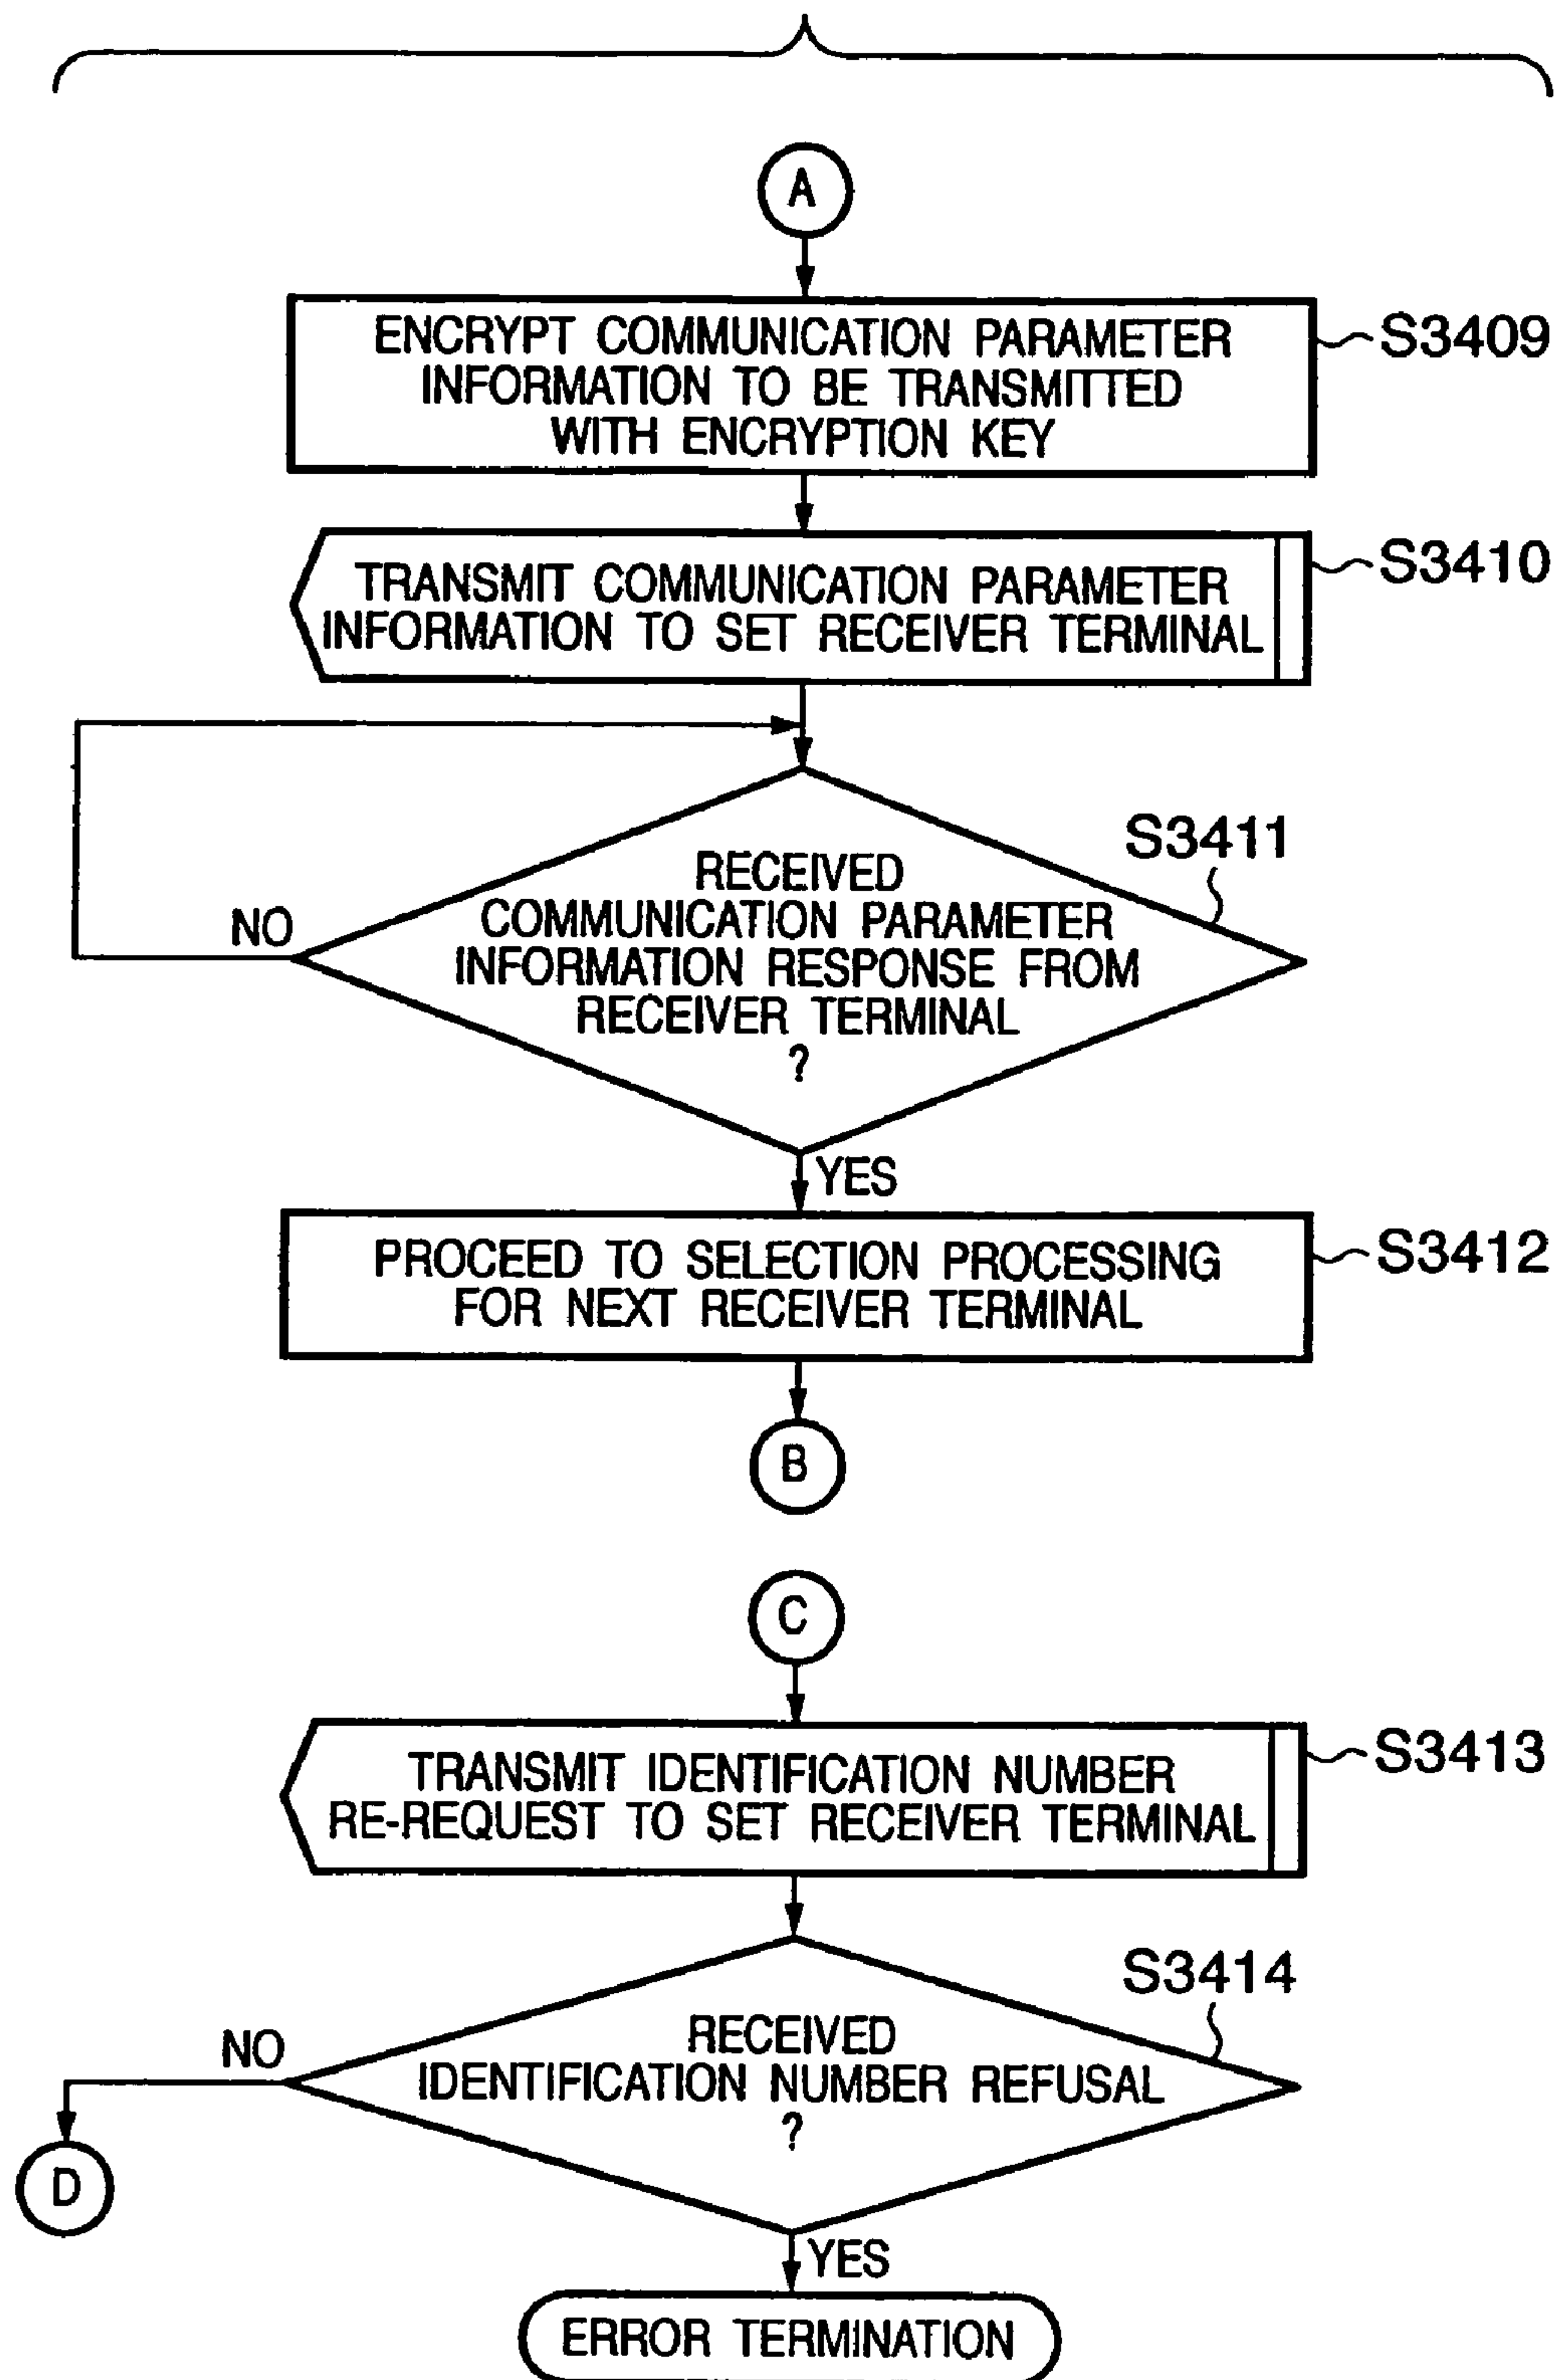 A
ENCRYPT COMMUNICATION PARAMETER
INFORMATION TO BE TRANSMITTED
WITH ENCRYPTION KEY
S3409
TRANSMIT COMMUNICATION PARAMETER
INFORMATION TO SET RECEIVER TERMINAL
S3410
S3411
RECEIVED
COMMUNICATION PARAMETER
INFORMATION RESPONSE FROM
RECEIVER TERMINAL
?
NO
YES
PROCEED TO SELECTION PROCESSING
FOR NEXT RECEIVER TERMINAL
S3412
B
C
TRANSMIT IDENTIFICATION NUMBER
RE-REQUEST TO SET RECEIVER TERMINAL
S3413
S3414
RECEIVED
IDENTIFICATION NUMBER REFUSAL
?
NO
D
YES
ERROR TERMINATION